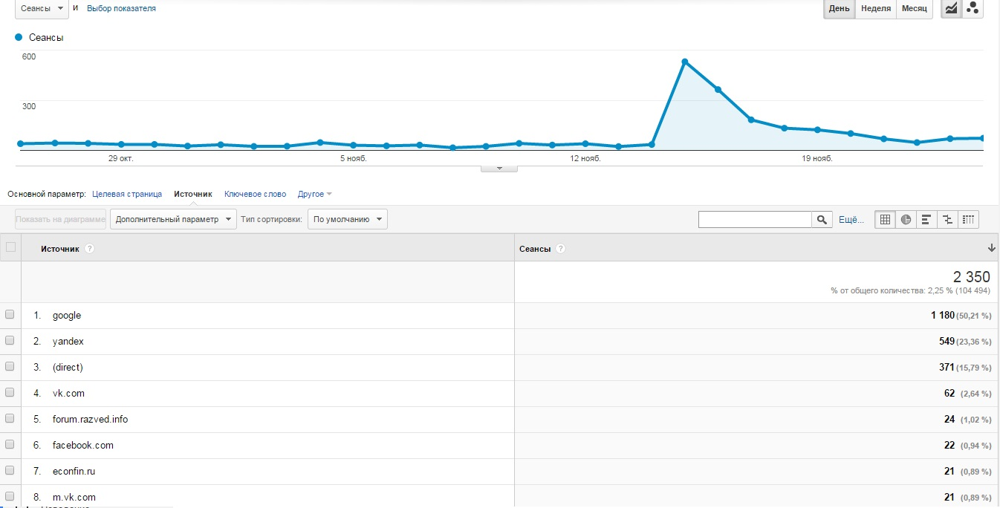 Сеансы и Выбор показателя День Неделя Месяц
Сеансы
600
300
29 окт. 5 нояб. 12 нояб. 19 нояб.
Основной параметр: Целевая страница Источник Ключевое слово Другое
Показать на диаграмме Дополнительный параметр Тип сортировки: По умолчанию Ещё...
Источник ? Сеансы ?
2 350
% от общего количества: 2,25 % (104 494)
1. google 1 180 (50,21 %)
2. yandex 549 (23,36 %)
3. (direct) 371 (15,79 %)
4. vk.com 62 (2,64 %)
5. forum.razved.info 24 (1,02 %)
6. facebook.com 22 (0,94 %)
7. econfin.ru 21 (0,89 %)
8. m.vk.com 21 (0,89 %)